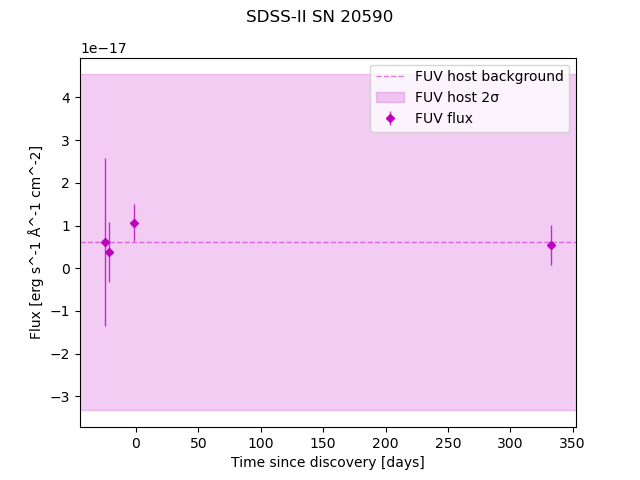 SDSS-II SN 20590
1e−17
FUV host background
FUV host 2σ
FUV flux
4
3
2
1
0
−1
−2
−3
Flux [erg s^-1 Å^-1 cm^-2]
0 50 100 150 200 250 300 350
Time since discovery [days]